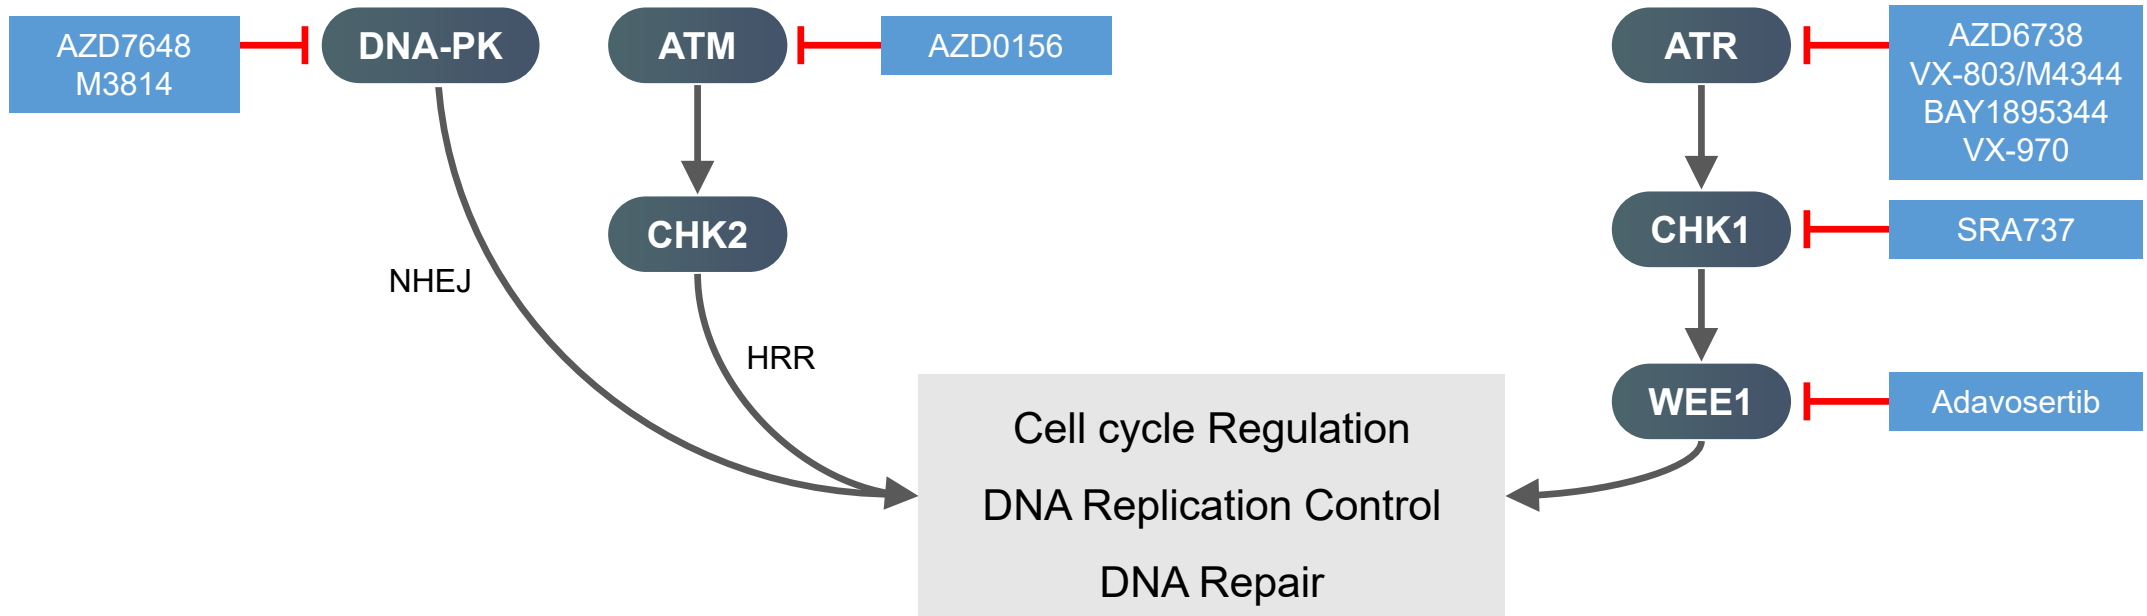 AZD7648
M3814
DNA-PK
ATM
AZD0156
ATR
AZD6738
VX-803/M4344
BAY1895344
VX-970
CHK2
CHK1
SRA737
NHEJ
HRR
WEE1
Adavosertib
Cell cycle Regulation
DNA Replication Control
DNA Repair